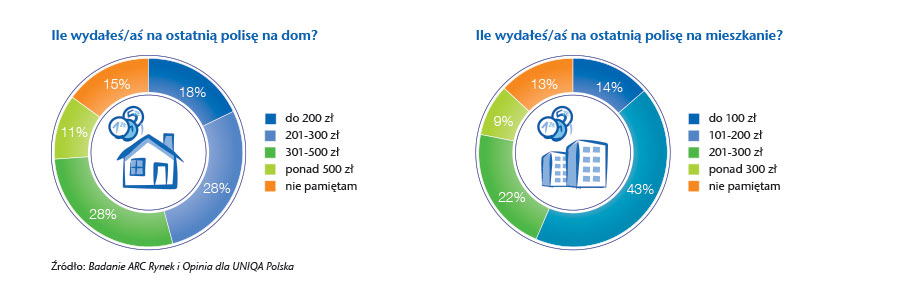 Ile wydałeś/aś na ostatnią polisę na dom?
15%
18%
11%
28%
28%
do 200 zł
201-300 zł
301-500 zł
ponad 500 zł
nie pamiętam
Źródło: Badanie ARC Rynek i Opinia dla UNIQA Polska
Ile wydałeś/aś na ostatnią polisę na mieszkanie?
13%
14%
9%
43%
22%
do 100 zł
101-200 zł
201-300 zł
ponad 300 zł
nie pamiętam